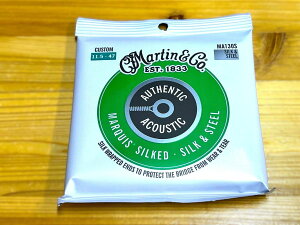 CUSTOM
11.5 - 47
C.F. Martin & Co.
EST. 1833
MA130S
SILK &
STEEL
AUTHENTIC
ACOUSTIC
MARQUIS SILKED · SILK & STEEL
SILK WRAPPED ENDS TO PROTECT THE BRIDGE FROM WEAR & TEAR